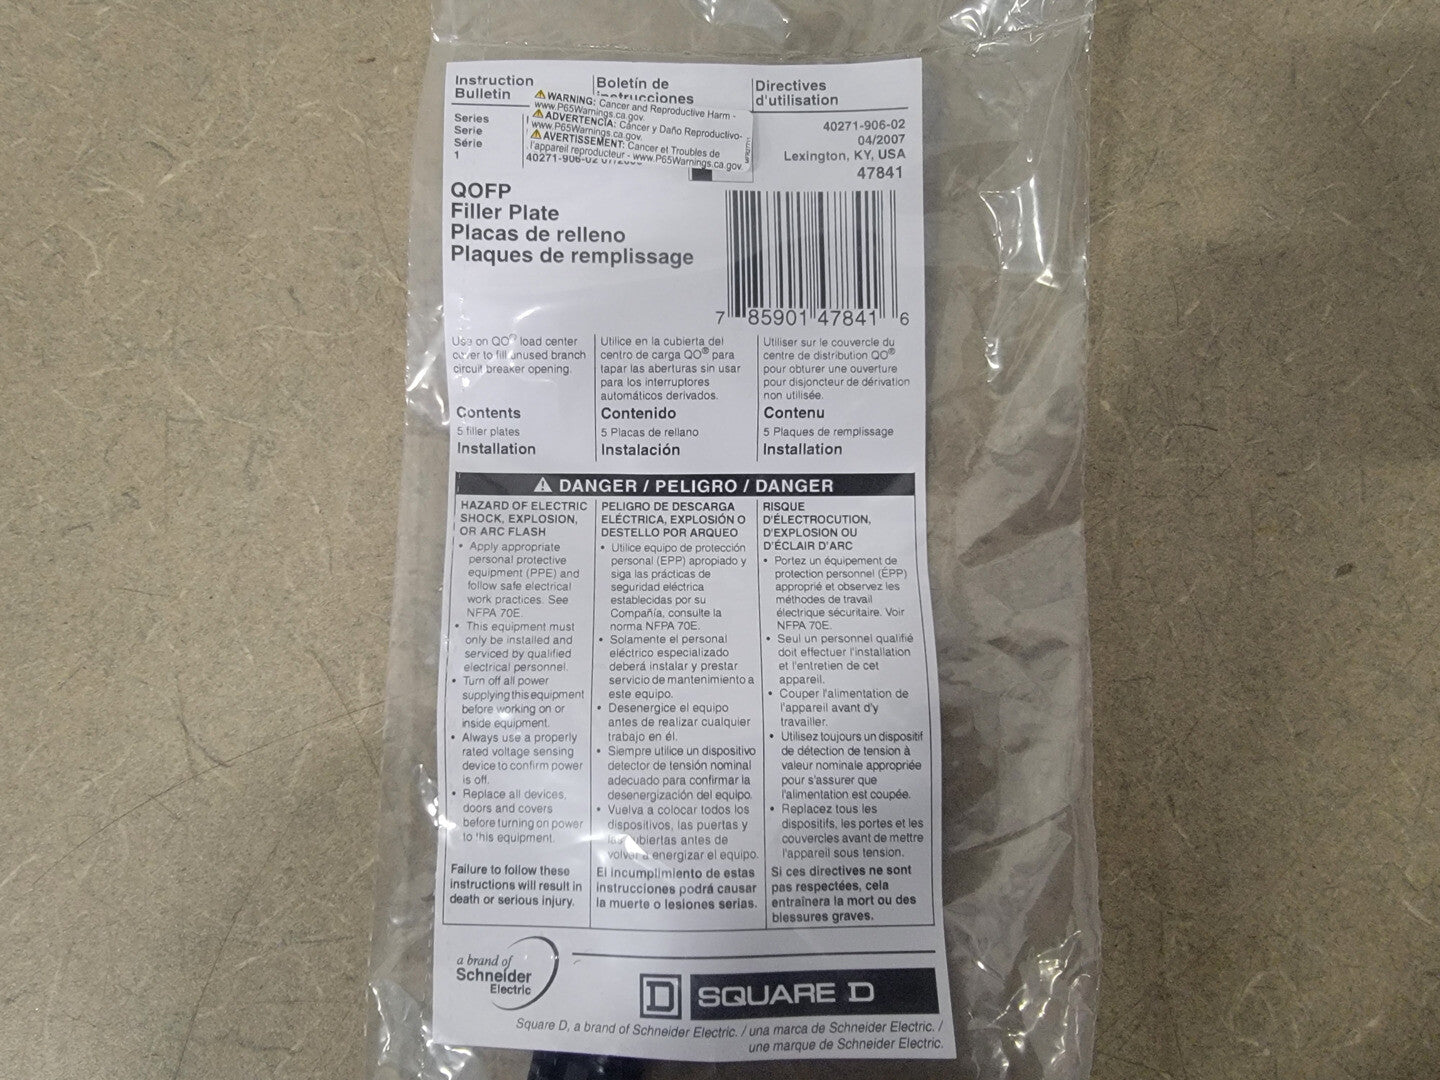 Instruction
Bulletin
Boletín de
instrucciones
Directives
d'utilisation
Series
Serie
Série
1
WARNING: Cancer and Reproductive Harm -
www.P65Warnings.ca.gov.
ADVERTENCIA: Cáncer y Daño Reproductivo-
www.P65Warnings.ca.gov.
AVERTISSEMENT: Cancer et Troubles de
l'appareil reproducteur - www.P65Warnings.ca.gov
40271-906-02
40271-906-02
04/2007
Lexington, KY, USA
47841
QOFP
Filler Plate
Placas de relleno
Plaques de remplissage
7 85901 47841 6
Use on QO® load center
cover to fill unused branch
circuit breaker opening.
Contents
5 filler plates
Installation
Utilice en la cubierta del
centro de carga QO® para
tapar las aberturas sin usar
para los interruptores
automáticos derivados.
Contenido
5 Placas de rellano
Instalación
Utiliser sur le couvercle du
centre de distribution QO®
pour obturer une ouverture
pour disjoncteur de dérivation
non utilisée.
Contenu
5 Plaques de remplissage
Installation
DANGER / PELIGRO / DANGER
HAZARD OF ELECTRIC
SHOCK, EXPLOSION,
OR ARC FLASH
• Apply appropriate
personal protective
equipment (PPE) and
follow safe electrical
work practices. See
NFPA 70E.
• This equipment must
only be installed and
serviced by qualified
electrical personnel.
• Turn off all power
supplying this equipment
before working on or
inside equipment.
• Always use a properly
rated voltage sensing
device to confirm power
is off.
• Replace all devices,
doors and covers
before turning on power
to this equipment.
Failure to follow these
instructions will result in
death or serious injury.
PELIGRO DE DESCARGA
ELÉCTRICA, EXPLOSIÓN O
DESTELLO POR ARQUEO
• Utilice equipo de protección
personal (EPP) apropiado y
siga las prácticas de
seguridad eléctrica
establecidas por su
Compañía, consulte la
norma NFPA 70E.
• Solamente el personal
eléctrico especializado
deberá instalar y prestar
servicio de mantenimiento a
este equipo.
• Desenergice el equipo
antes de realizar cualquier
trabajo en él.
• Siempre utilice un dispositivo
detector de tensión nominal
adecuado para confirmar la
desenergización del equipo.
• Vuelva a colocar todos los
dispositivos, las puertas y
las cubiertas antes de
volver a energizar el equipo.
El incumplimiento de estas
instrucciones podrá causar
la muerte o lesiones serias.
RISQUE
D'ÉLECTROCUTION,
D'EXPLOSION OU
D'ÉCLAIR D'ARC
• Portez un équipement de
protection personnel (ÉPP)
approprié et observez les
méthodes de travail
électrique sécuritaire. Voir
NFPA 70E.
• Seul un personnel qualifié
doit effectuer l'installation
et l'entretien de cet
appareil.
• Couper l'alimentation de
l'appareil avant d'y
travailler.
• Utilisez toujours un dispositif
de détection de tension à
valeur nominale appropriée
pour s'assurer que
l'alimentation est coupée.
• Replacez tous les
dispositifs, les portes et les
couvercles avant de mettre
l'appareil sous tension.
Si ces directives ne sont
pas respectées, cela
entraînera la mort ou des
blessures graves.
a brand of
Schneider
Electric
D SQUARE D
Square D, a brand of Schneider Electric. / una marca de Schneider Electric. /
une marque de Schneider Electric.